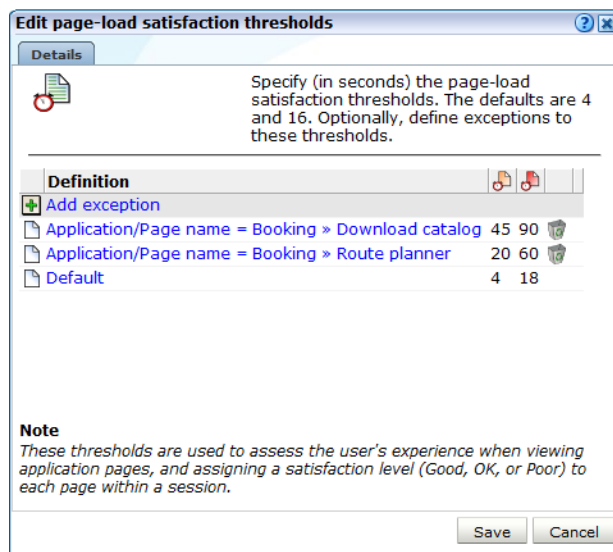 Edit page-load satisfaction thresholds
Details
Specify (in seconds) the page-load
satisfaction thresholds. The defaults are 4
and 16. Optionally, define exceptions to
these thresholds.
Definition
Add exception
Application/Page name = Booking » Download catalog 45 90
Application/Page name = Booking » Route planner 20 60
Default 4 18
Note
These thresholds are used to assess the user's experience when viewing
application pages, and assigning a satisfaction level (Good, OK, or Poor) to
each page within a session.
Save Cancel